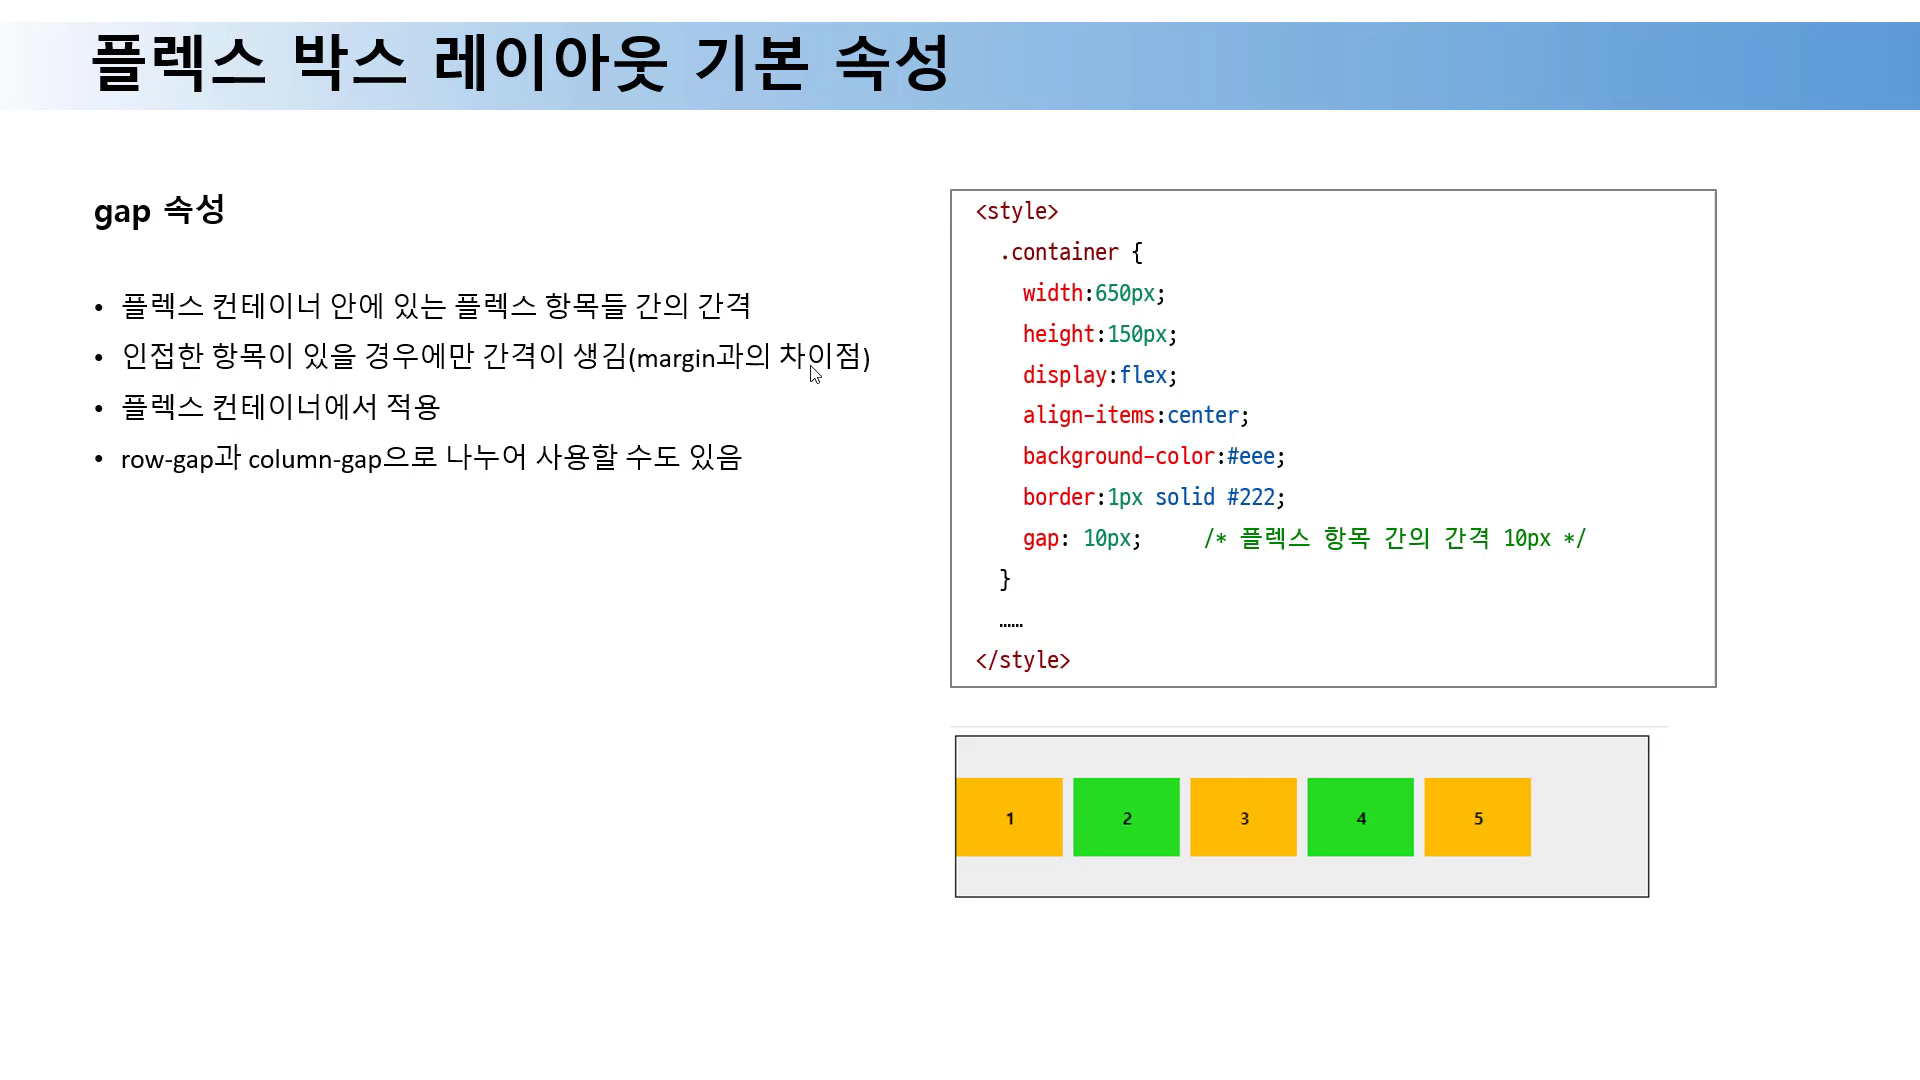 플렉스 박스 레이아웃 기본 속성
gap 속성
• 플렉스 컨테이너 안에 있는 플렉스 항목들 간의 간격
• 인접한 항목이 있을 경우에만 간격이 생김(margin과의 차이점)
• 플렉스 컨테이너에서 적용
• row-gap과 column-gap으로 나누어 사용할 수도 있음
<style>
.container {
width:650px;
height:150px;
display:flex;
align-items:center;
background-color:#eee;
border:1px solid #222;
gap: 10px; /* 플렉스 항목 간의 간격 10px */
}
……
</style>
1 2 3 4 5